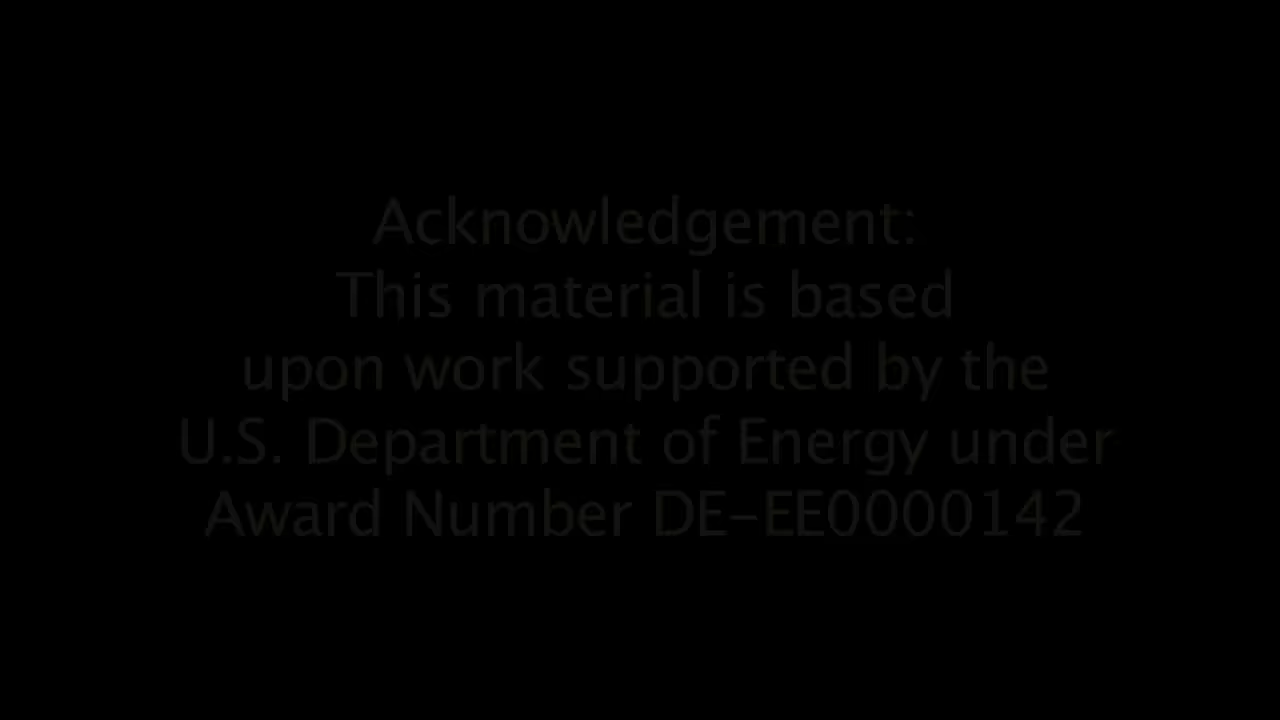 Acknowledgement:
This material is based
upon work supported by the
U.S. Department of Energy under
Award Number DE-EE0000142